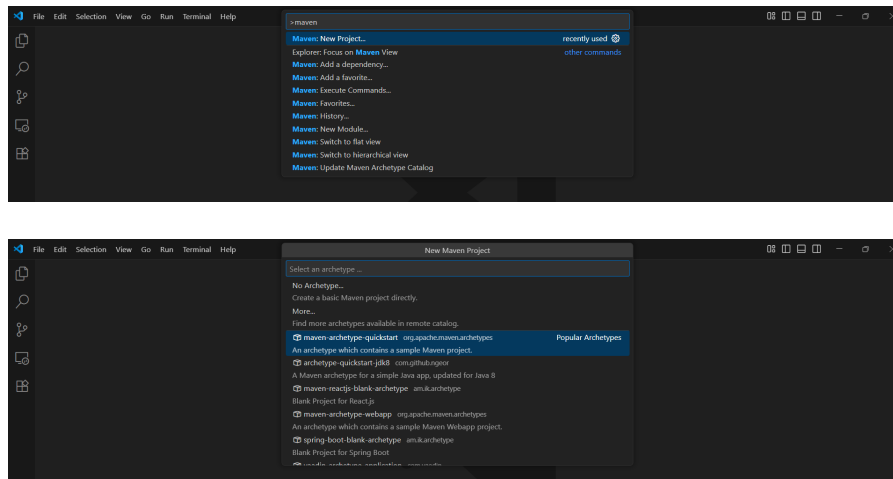 File Edit Selection View Go Run Terminal Help
>maven
Maven: New Project... recently used
Explorer: Focus on Maven View other commands
Maven: Add a dependency...
Maven: Add a favorite...
Maven: Execute Commands...
Maven: Favorites...
Maven: History...
Maven: New Module...
Maven: Switch to flat view
Maven: Switch to hierarchical view
Maven: Update Maven Archetype Catalog
File Edit Selection View Go Run Terminal Help
New Maven Project
Select an archetype ...
No Archetype...
Create a basic Maven project directly.
More...
Find more archetypes available in remote catalog.
maven-archetype-quickstart org.apache.maven.archetypes Popular Archetypes
An archetype which contains a sample Maven project.
archetype-quickstart-jdk8 com.github.ngeor
A Maven archetype for a simple Java app, updated for Java 8
maven-reactjs-blank-archetype am.ik.archetype
Blank Project for React.js
maven-archetype-webapp org.apache.maven.archetypes
An archetype which contains a sample Maven Webapp project.
spring-boot-blank-archetype am.ik.archetype
Blank Project for Spring Boot